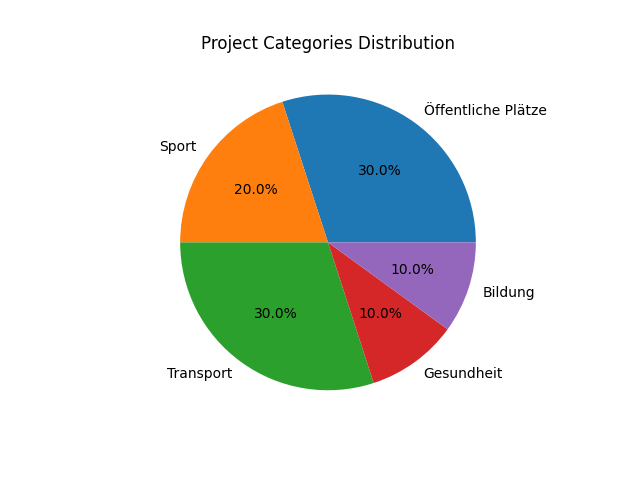 Project Categories Distribution
Öffentliche Plätze
Sport
30.0%
20.0%
10.0%
Bildung
30.0%
10.0%
Transport
Gesundheit